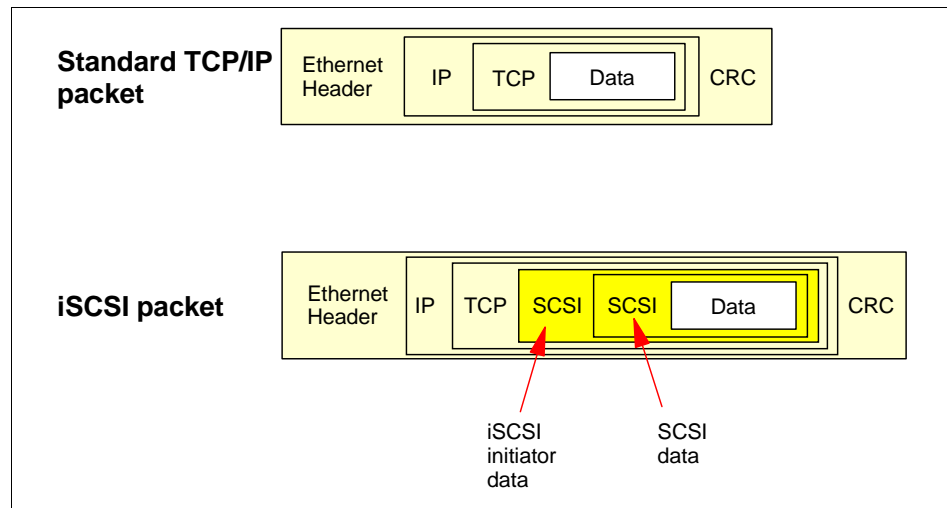 Standard TCP/IP
packet
Ethernet
Header
IP
TCP
Data
CRC
iSCSI packet
Ethernet
Header
IP
TCP
SCSI
SCSI
Data
CRC
iSCSI
initiator
data
SCSI
data